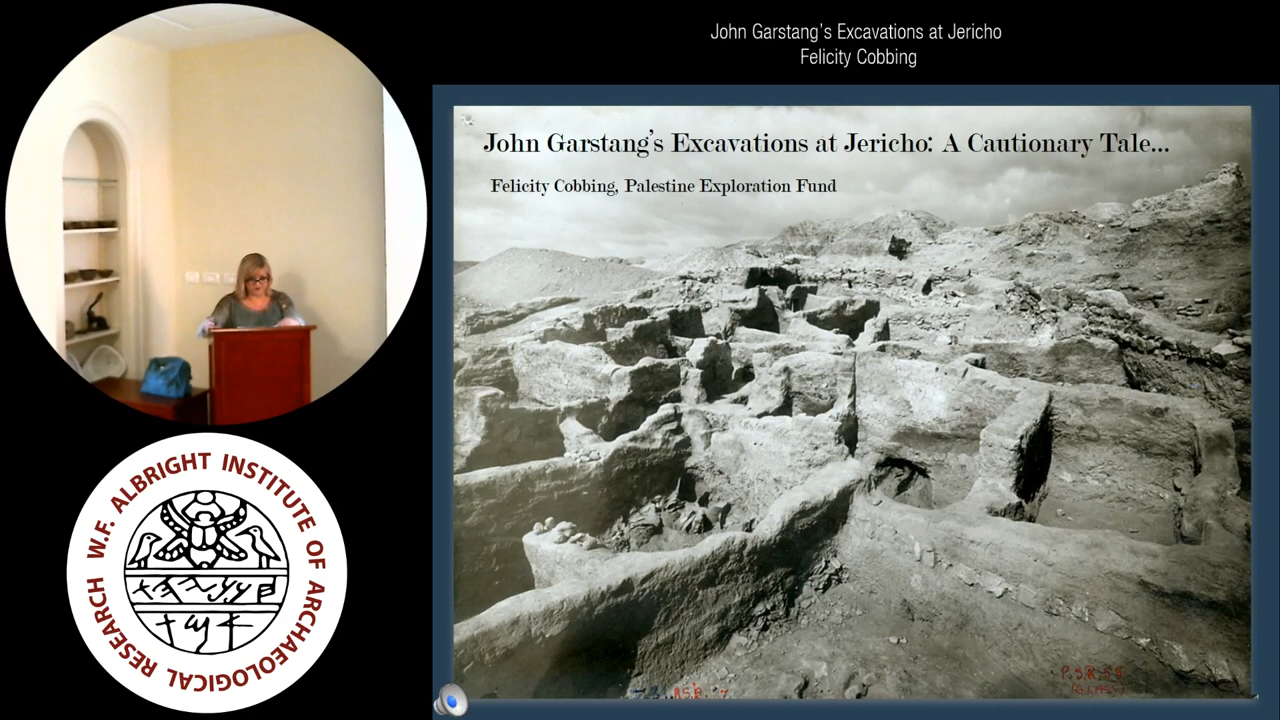 John Garstang's Excavations at Jericho
Felicity Cobbing
John Garstang's Excavations at Jericho: A Cautionary Tale...
Felicity Cobbing, Palestine Exploration Fund
W.F. ALBRIGHT INSTITUTE OF ARCHAEOLOGICAL RESEARCH